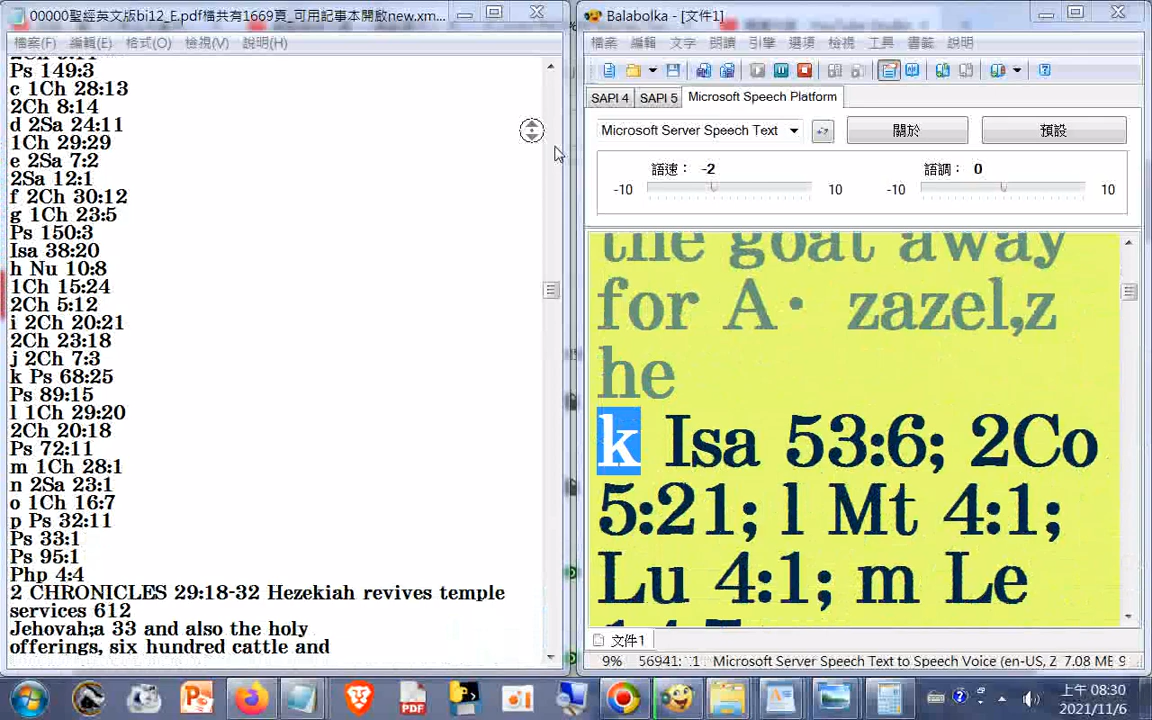 00000聖經英文版bi12_E.pdf檔共有1669頁_可用記事本開啟new.xm...
檔案(F) 編輯(E) 格式(O) 檢視(V) 說明(H)
Ps 149:3
c 1Ch 28:13
2Ch 8:14
d 2Sa 24:11
1Ch 29:29
e 2Sa 7:2
2Sa 12:1
f 2Ch 30:12
g 1Ch 23:5
Ps 150:3
Isa 38:20
h Nu 10:8
1Ch 15:24
2Ch 5:12
i 2Ch 20:21
2Ch 23:18
j 2Ch 7:3
k Ps 68:25
Ps 89:15
l 1Ch 29:20
2Ch 20:18
Ps 72:11
m 1Ch 28:1
n 2Sa 23:1
o 1Ch 16:7
p Ps 32:11
Ps 33:1
Ps 95:1
Php 4:4
2 CHRONICLES 29:18-32 Hezekiah revives temple
services 612
Jehovah;a 33 and also the holy
offerings, six hundred cattle and
Balabolka - [文件1]
檔案 編輯 文字 朗讀 引擎 選項 檢視 工具 書籤 說明
SAPI 4 SAPI 5 Microsoft Speech Platform
Microsoft Server Speech Text 關於 預設
語速： -2 語調： 0
-10 10 -10 10
the goat away
for A· zazel,z
he
k Isa 53:6; 2Co
5:21; l Mt 4:1;
Lu 4:1; m Le
文件1
9% 56941: :1 Microsoft Server Speech Text to Speech Voice (en-US, Z 7.08 MB 9
上午 08:30
2021/11/6